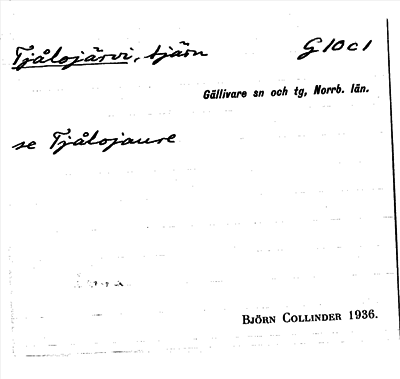 Tjålojärvi, tjärn G 10 c 1
Gällivare sn och tg, Norrb. län.
se Tjålojaure
BJÖRN COLLINDER 1936.